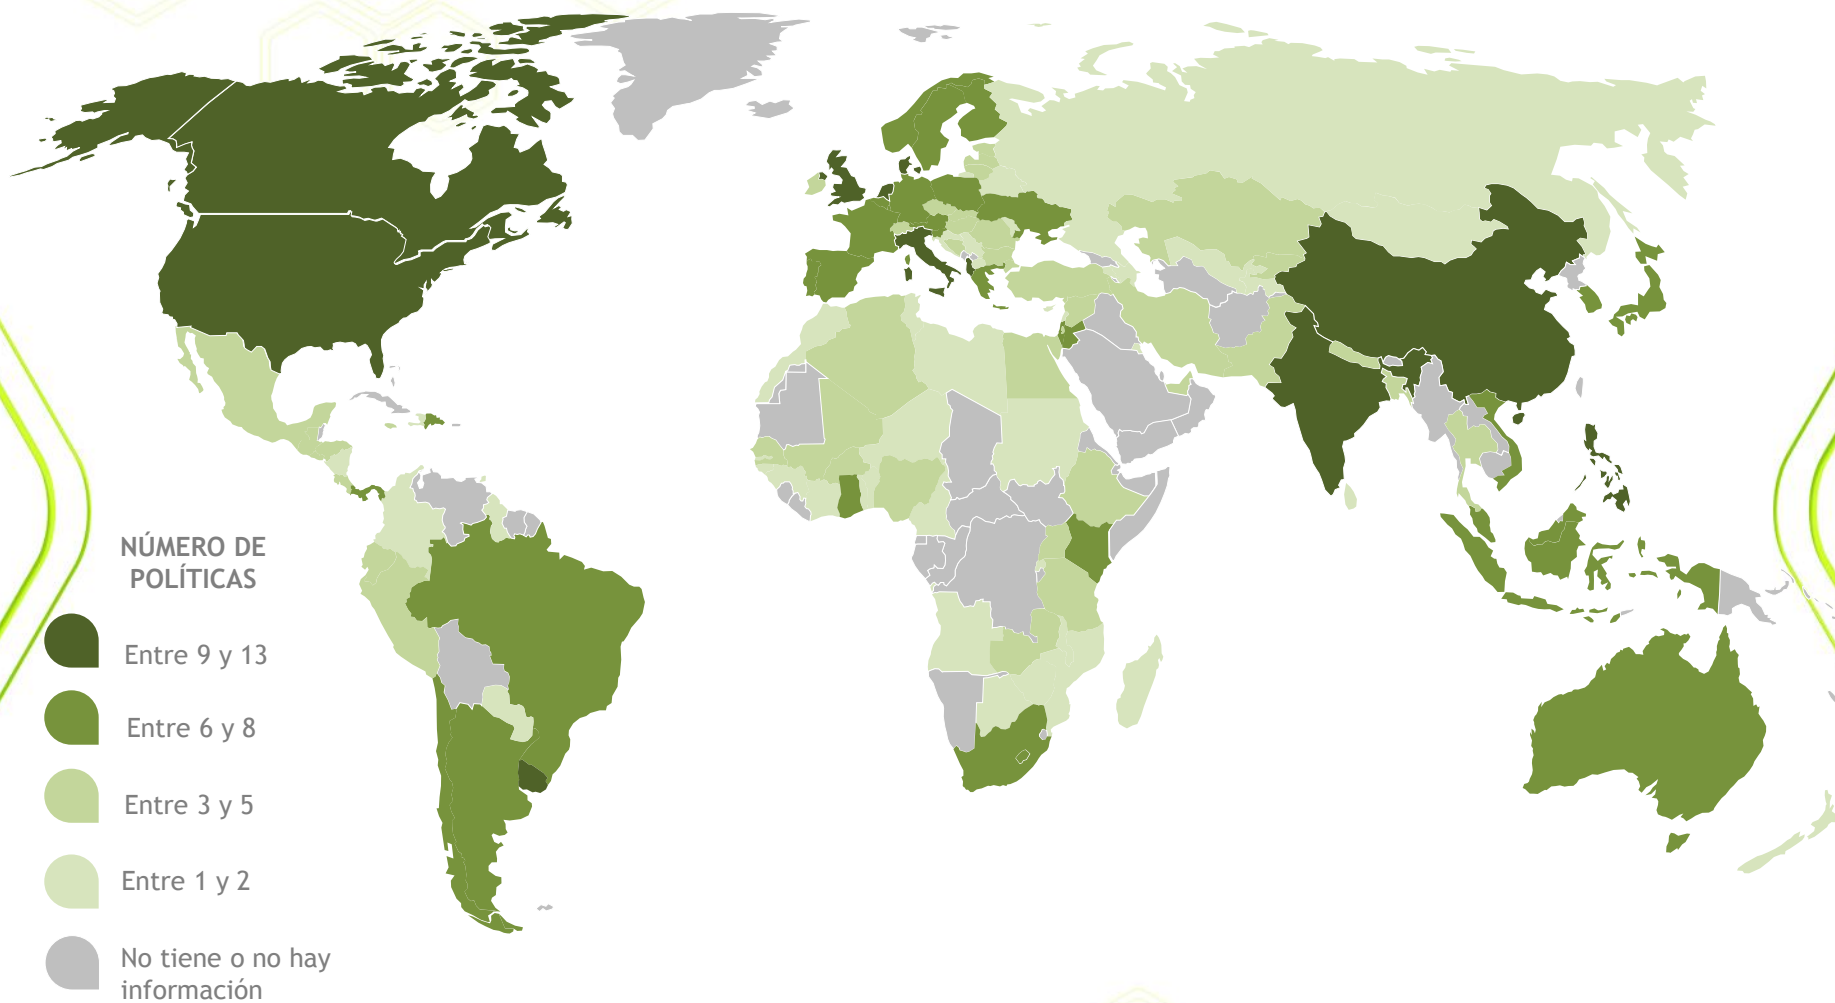 NÚMERO DE
POLÍTICAS
Entre 9 y 13
Entre 6 y 8
Entre 3 y 5
Entre 1 y 2
No tiene o no hay
información